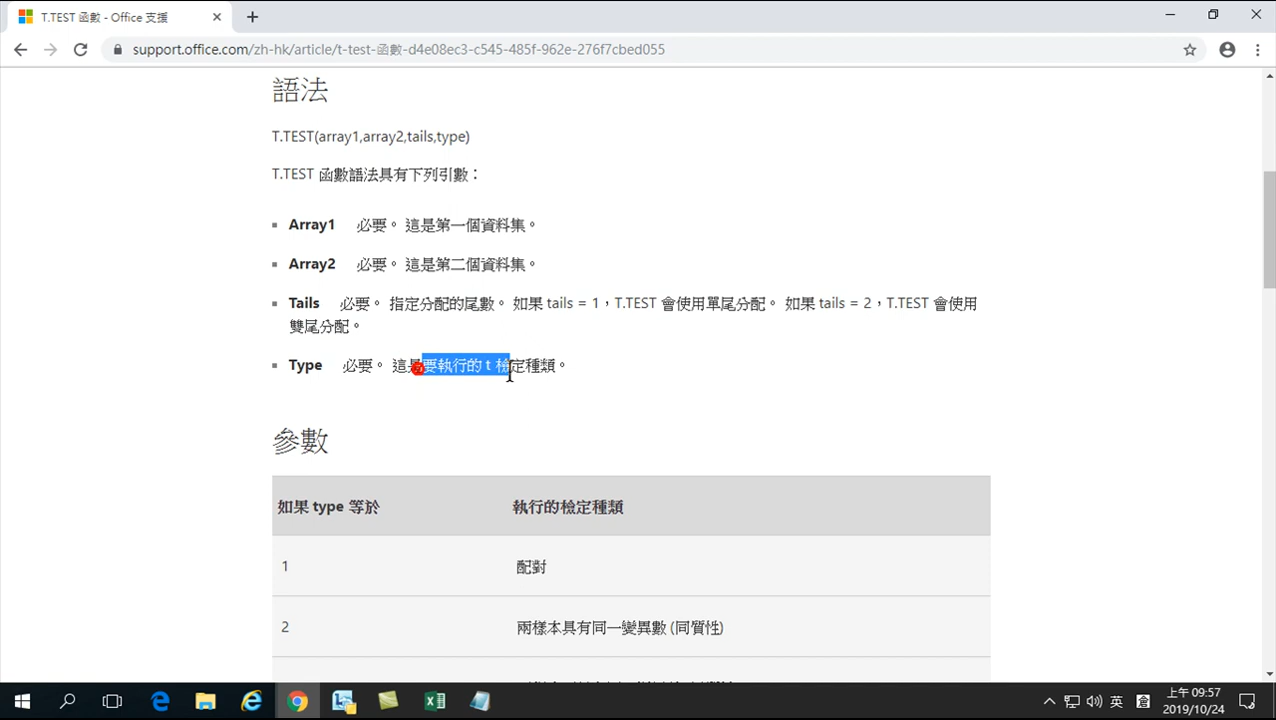 T.TEST 函數 - Office 支援
support.office.com/zh-hk/article/t-test-函數-d4e08ec3-c545-485f-962e-276f7cbed055
語法
T.TEST(array1,array2,tails,type)
T.TEST 函數語法具有下列引數：
Array1 必要。 這是第一個資料集。
Array2 必要。 這是第二個資料集。
Tails 必要。 指定分配的尾數。 如果 tails = 1，T.TEST 會使用單尾分配。 如果 tails = 2，T.TEST 會使用
雙尾分配。
Type 必要。 這是要執行的 t 檢定種類。
參數
如果 type 等於 執行的檢定種類
1 配對
2 兩樣本具有同一變異數 (同質性)
英
上午 09:57
2019/10/24